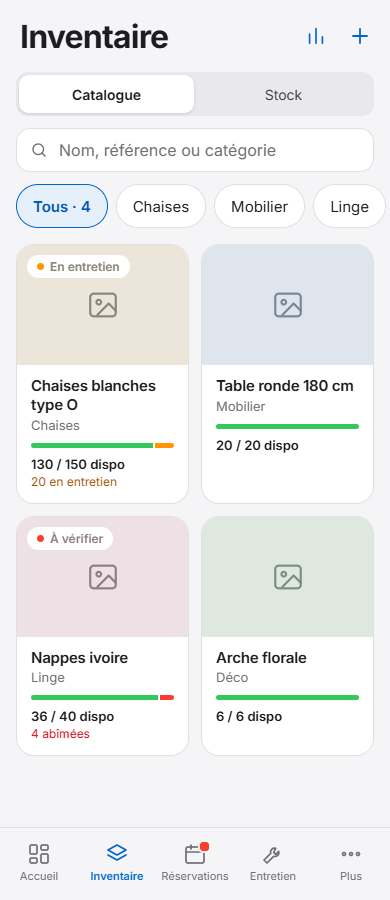 Inventaire
Catalogue
Stock
Nom, référence ou catégorie
Tous · 4
Chaises
Mobilier
Linge
En entretien
Chaises blanches
type O
Chaises
130 / 150 dispo
20 en entretien
Table ronde 180 cm
Mobilier
20 / 20 dispo
À vérifier
Nappes ivoire
Linge
36 / 40 dispo
4 abîmées
Arche florale
Déco
6 / 6 dispo
Accueil
Inventaire
Réservations
Entretien
Plus